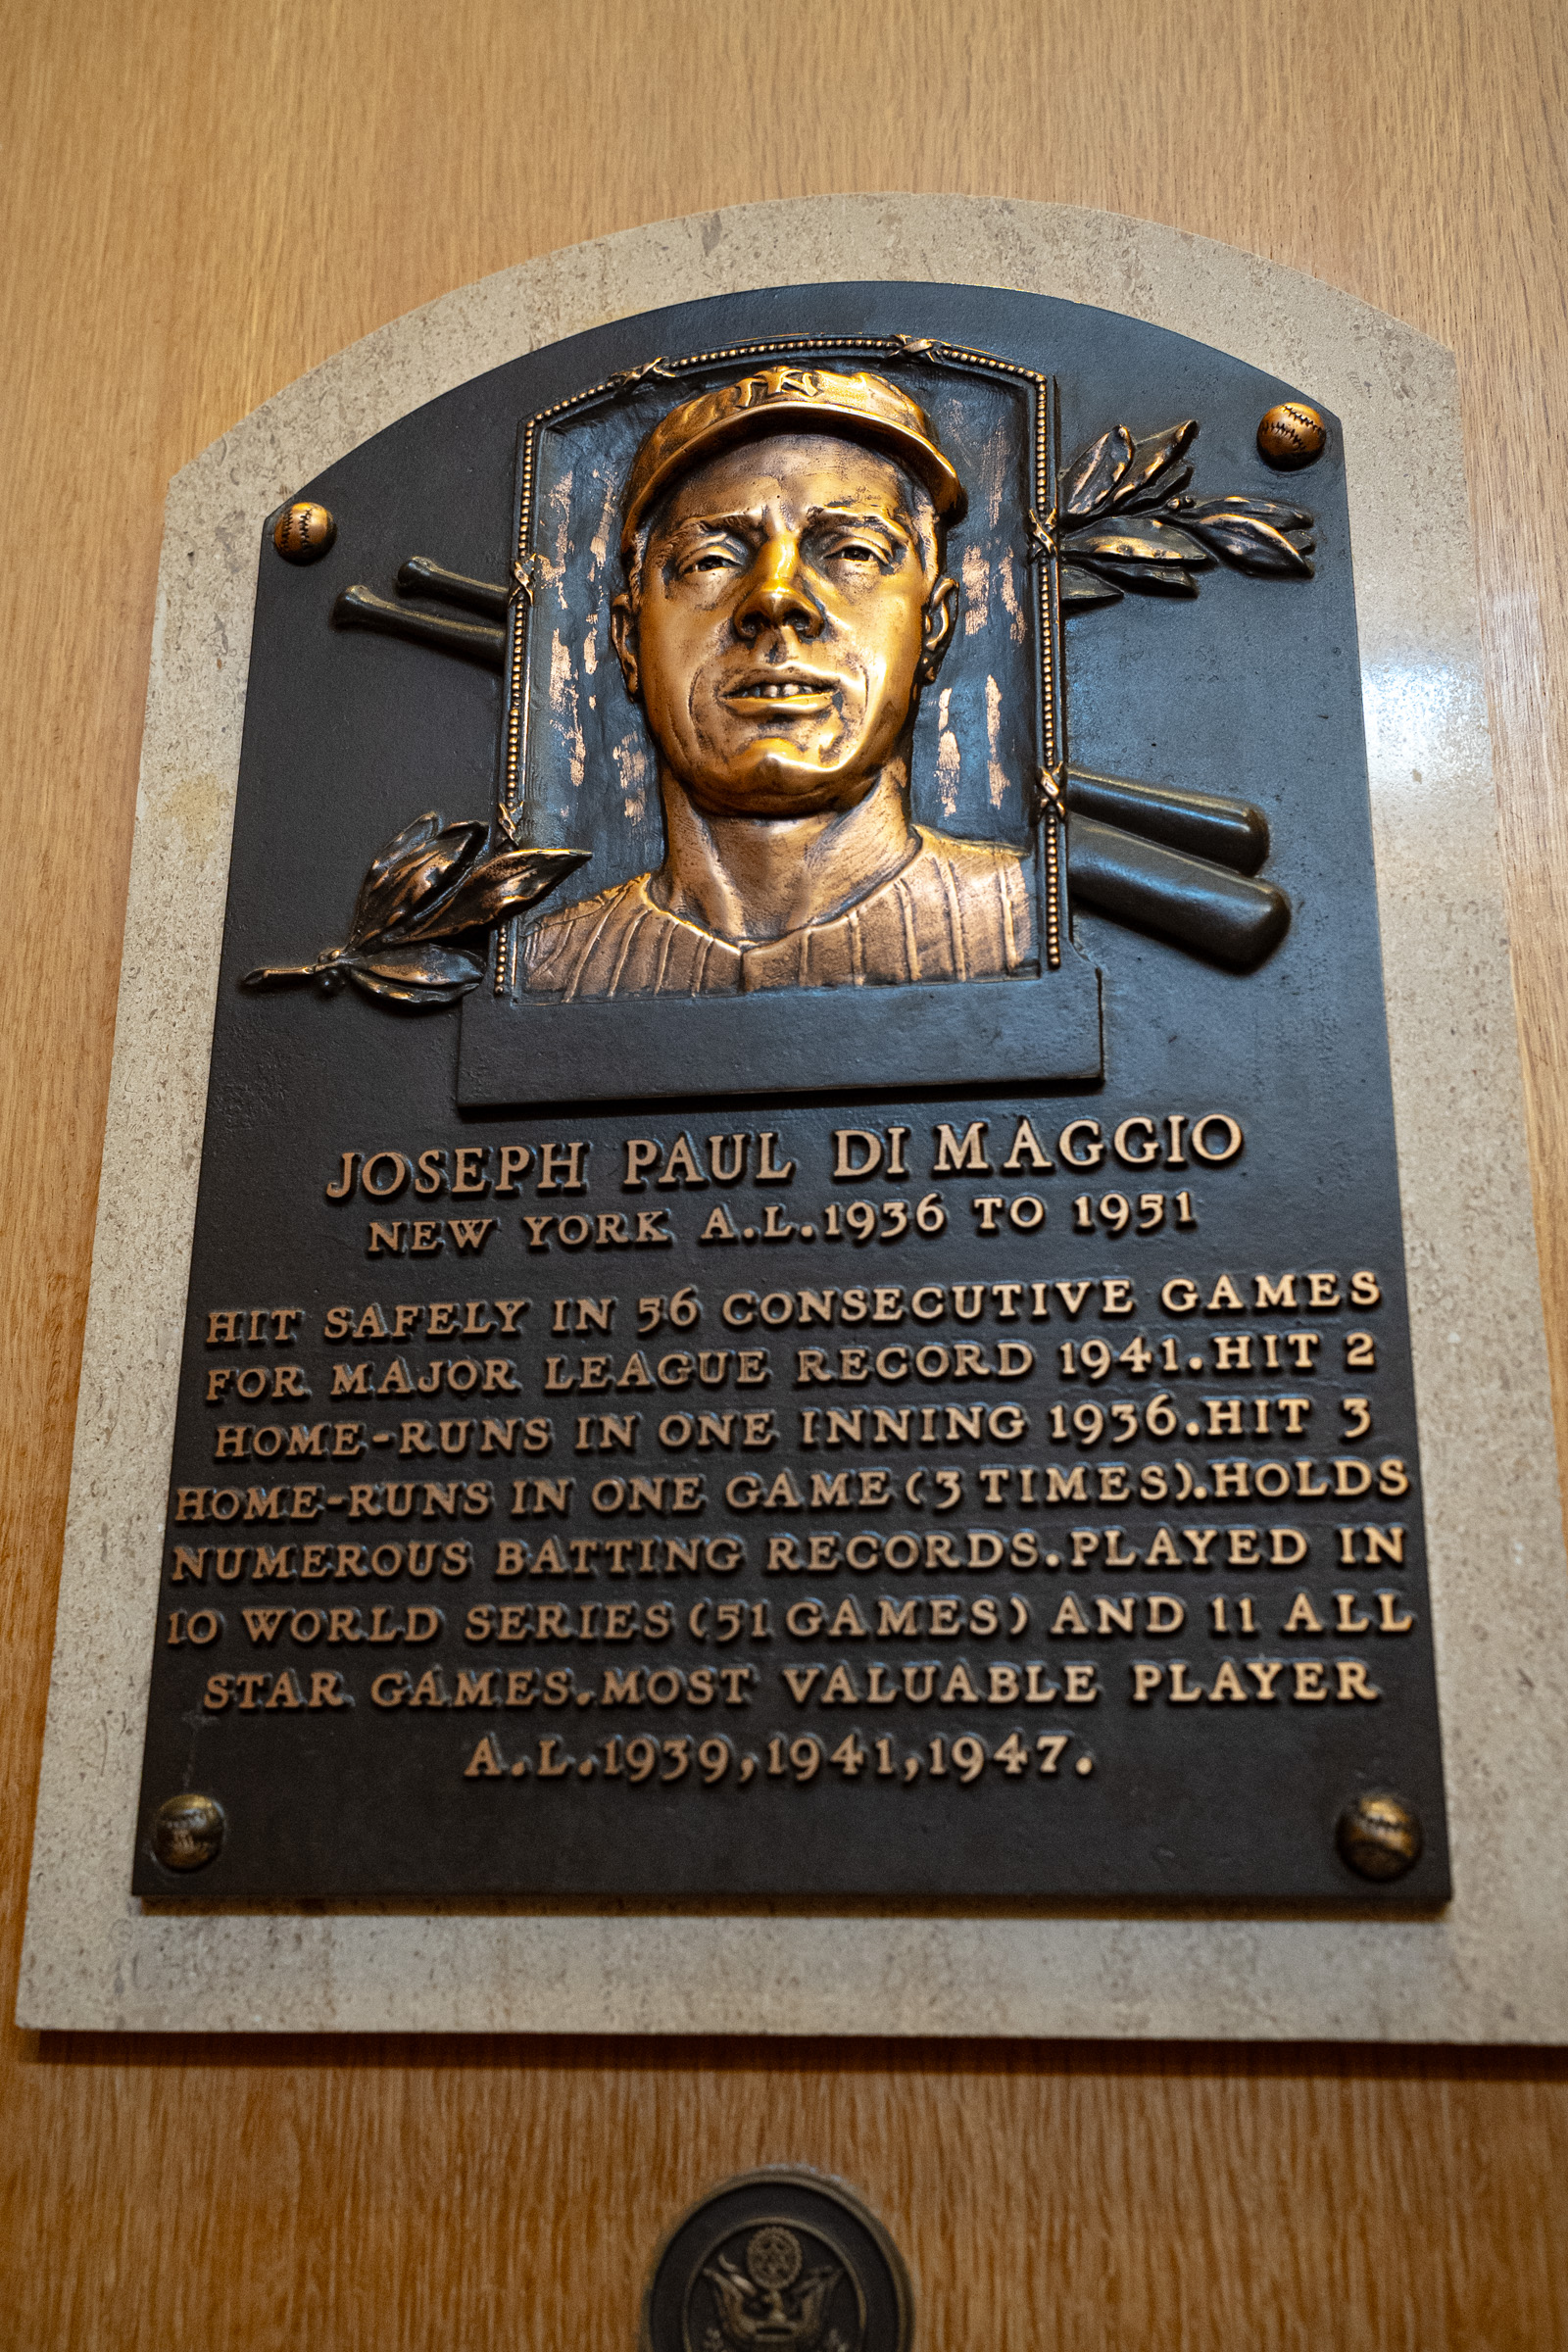 NY
JOSEPH PAUL DI MAGGIO
NEW YORK A.L.1936 TO 1951
HIT SAFELY IN 56 CONSECUTIVE GAMES
FOR MAJOR LEAGUE RECORD 1941.HIT 2
HOME-RUNS IN ONE INNING 1936.HIT 3
HOME-RUNS IN ONE GAME (3 TIMES).HOLDS
NUMEROUS BATTING RECORDS.PLAYED IN
10 WORLD SERIES (51 GAMES) AND 11 ALL
STAR GAMES.MOST VALUABLE PLAYER
A.L.1939,1941,1947.